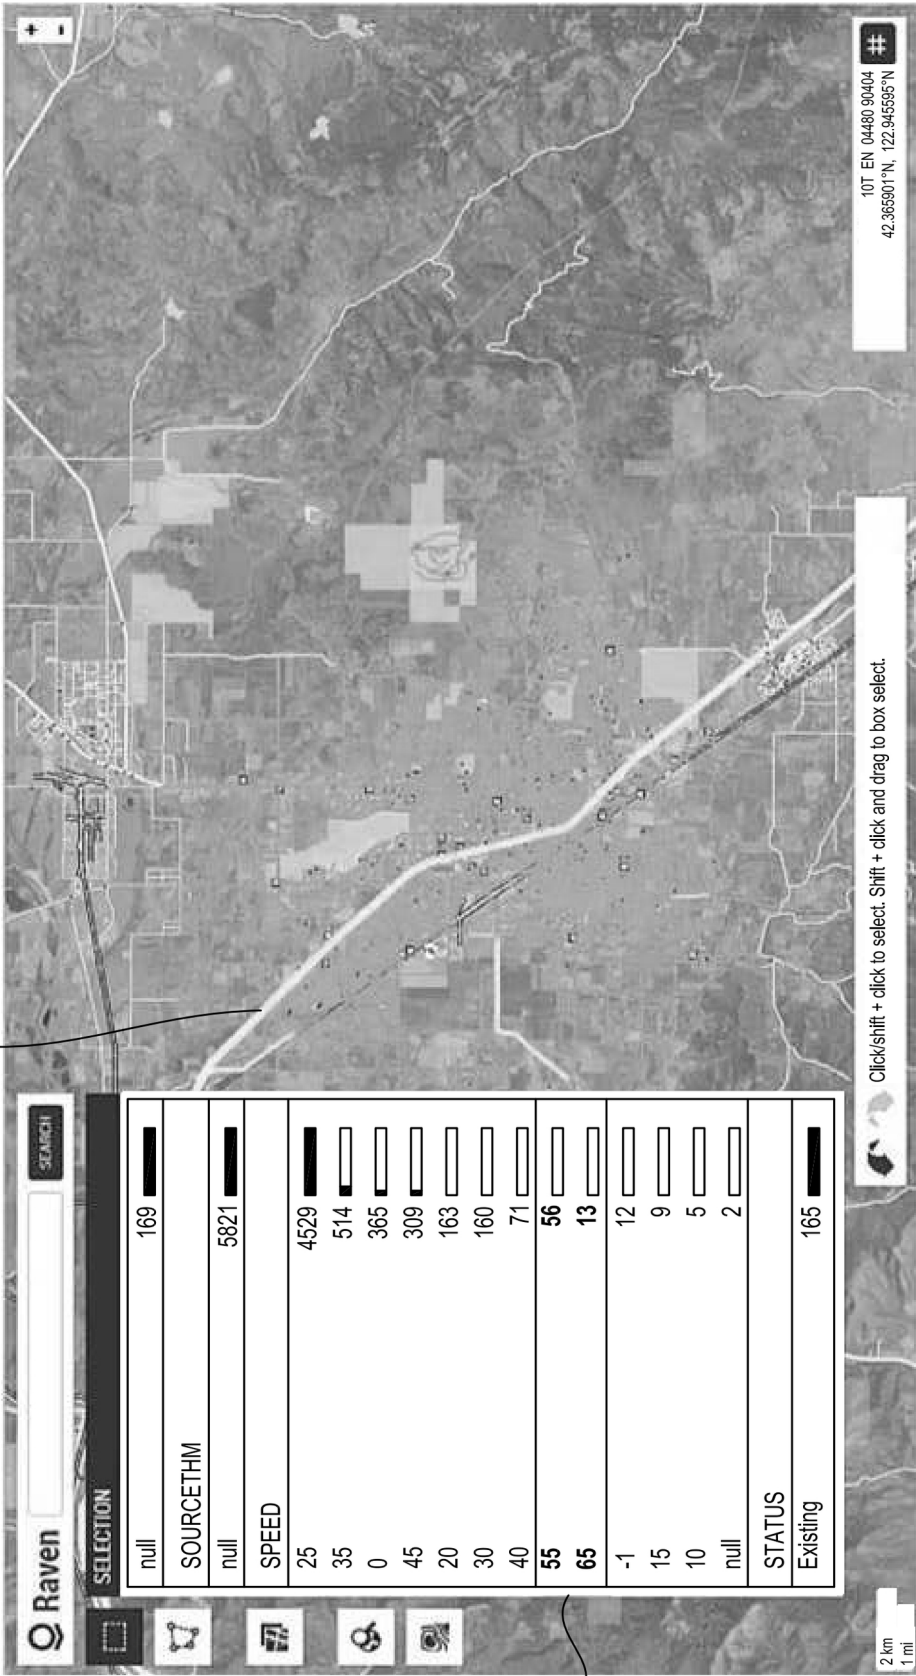 Raven
SEARCH
+
-
SELECTION
null 169
SOURCETHM
null 5821
SPEED
25 4529
35 514
0 365
45 309
20 163
30 160
40 71
55 56
65 13
-1 12
15 9
10 5
null 2
STATUS
Existing 165
2 km
1 mi
Click/shift + click to select. Shift + click and drag to box select.
10T EN 04480 90404
42.365901°N, 122.945595°N
#